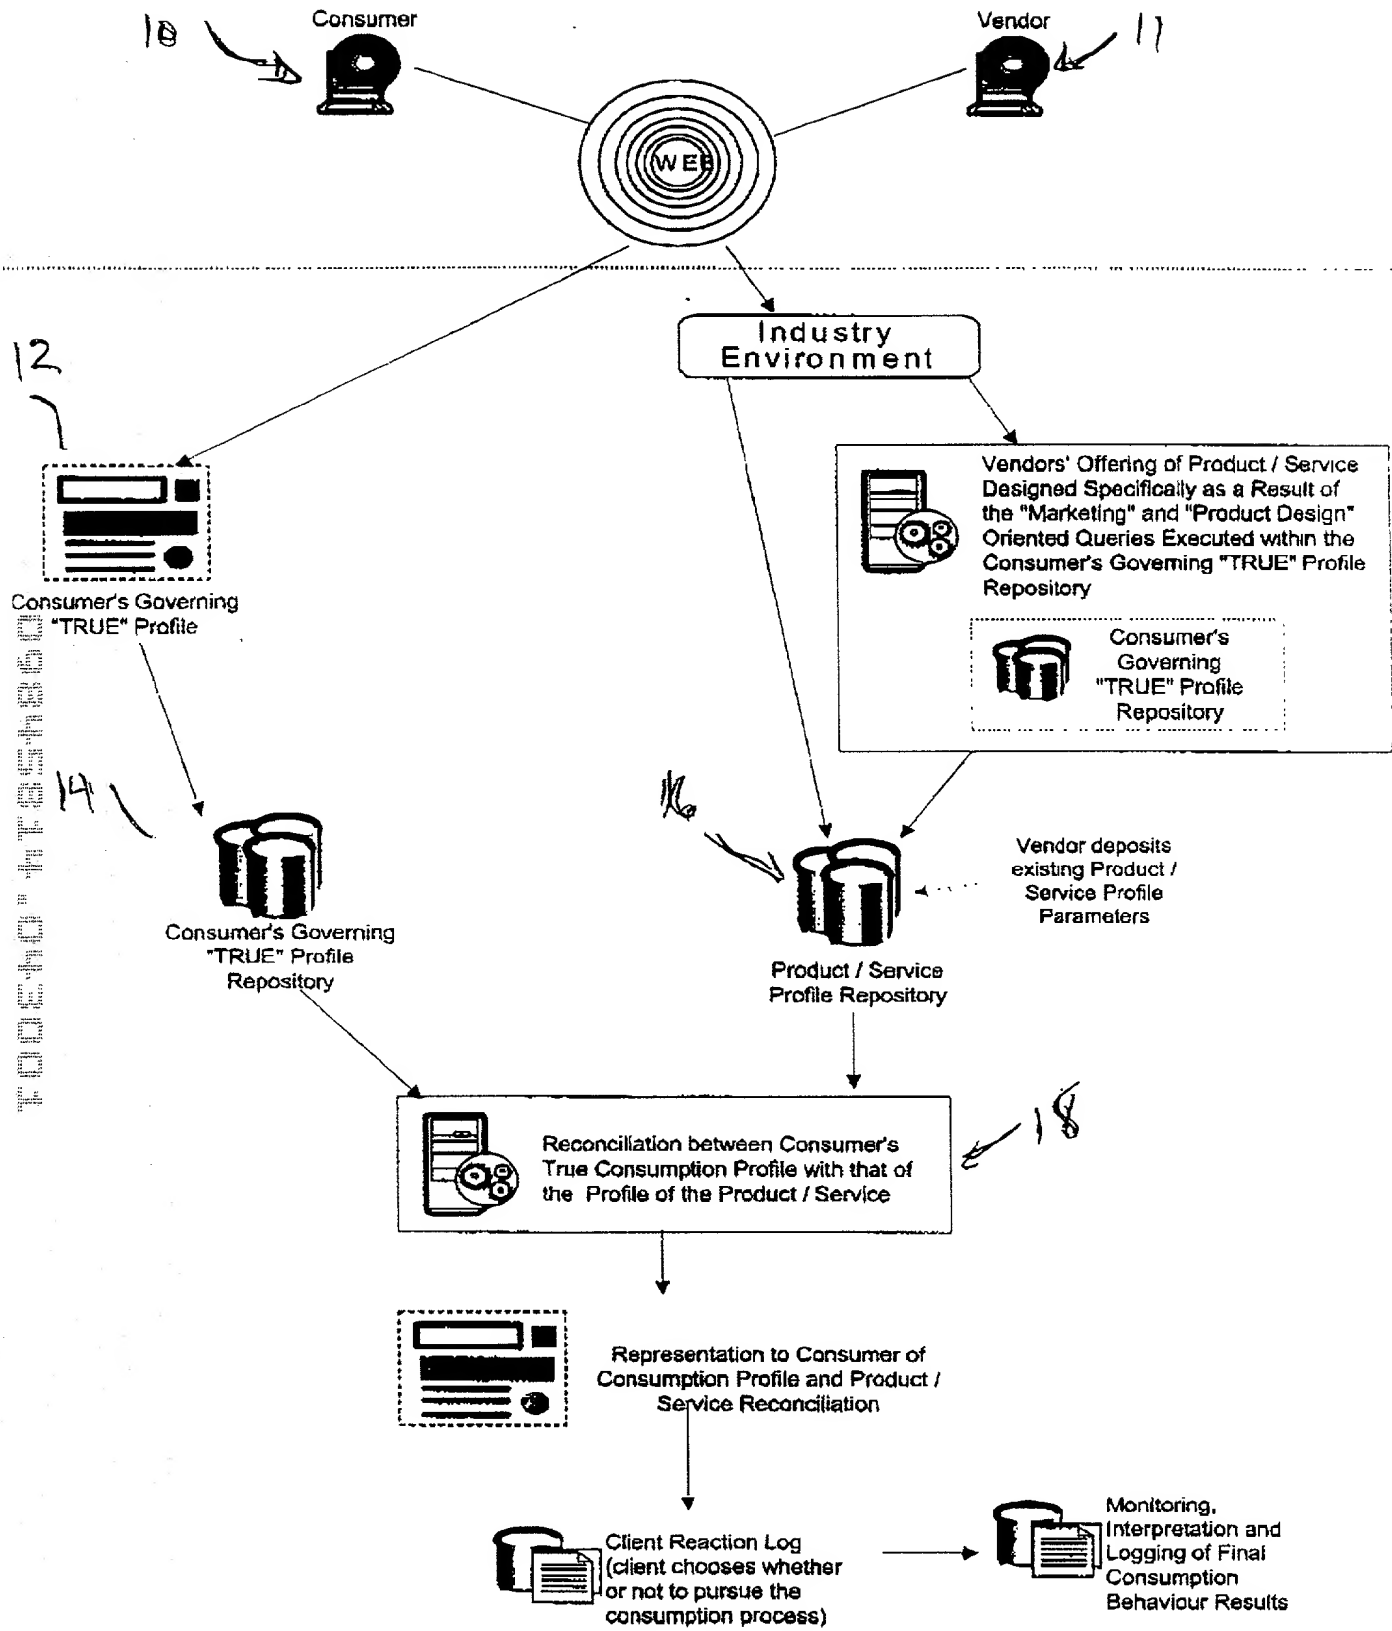 10
Consumer
Vendor
11
WEB
Industry
Environment
12
Vendors' Offering of Product / Service
Designed Specifically as a Result of
the "Marketing" and "Product Design"
Oriented Queries Executed within the
Consumer's Governing "TRUE" Profile
Repository
Consumer's Governing
"TRUE" Profile
Consumer's
Governing
"TRUE" Profile
Repository
14
16
Vendor deposits
existing Product /
Service Profile
Parameters
Consumer's Governing
"TRUE" Profile
Repository
Product / Service
Profile Repository
18
Reconciliation between Consumer's
True Consumption Profile with that of
the Profile of the Product / Service
Representation to Consumer of
Consumption Profile and Product /
Service Reconciliation
Client Reaction Log
(client chooses whether
or not to pursue the
consumption process)
Monitoring,
Interpretation and
Logging of Final
Consumption
Behaviour Results